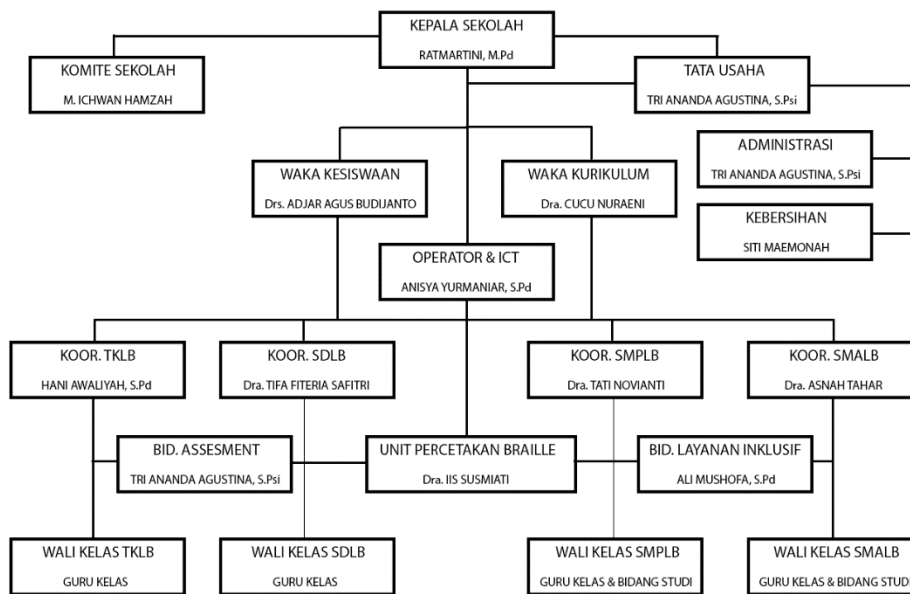 KEPALA SEKOLAH
RATMARTINI, M.Pd
KOMITE SEKOLAH
M. ICHWAN HAMZAH
TATA USAHA
TRI ANANDA AGUSTINA, S.Psi
ADMINISTRASI
TRI ANANDA AGUSTINA, S.Psi
KEBERSIHAN
SITI MAEMONAH
WAKA KESISWAAN
Drs. ADJAR AGUS BUDIJANTO
WAKA KURIKULUM
Dra. CUCU NURAENI
OPERATOR & ICT
ANISYA YURMANIAR, S.Pd
KOOR. TKLB
HANI AWALIYAH, S.Pd
KOOR. SDLB
Dra. TIFA FITERIA SAFITRI
KOOR. SMPLB
Dra. TATI NOVIANTI
KOOR. SMALB
Dra. ASNAH TAHAR
BID. ASSESMENT
TRI ANANDA AGUSTINA, S.Psi
UNIT PERCETAKAN BRAILLE
Dra. IIS SUSMIATI
BID. LAYANAN INKLUSIF
ALI MUSHOFA, S.Pd
WALI KELAS TKLB
GURU KELAS
WALI KELAS SDLB
GURU KELAS
WALI KELAS SMPLB
GURU KELAS & BIDANG STUDI
WALI KELAS SMALB
GURU KELAS & BIDANG STUDI